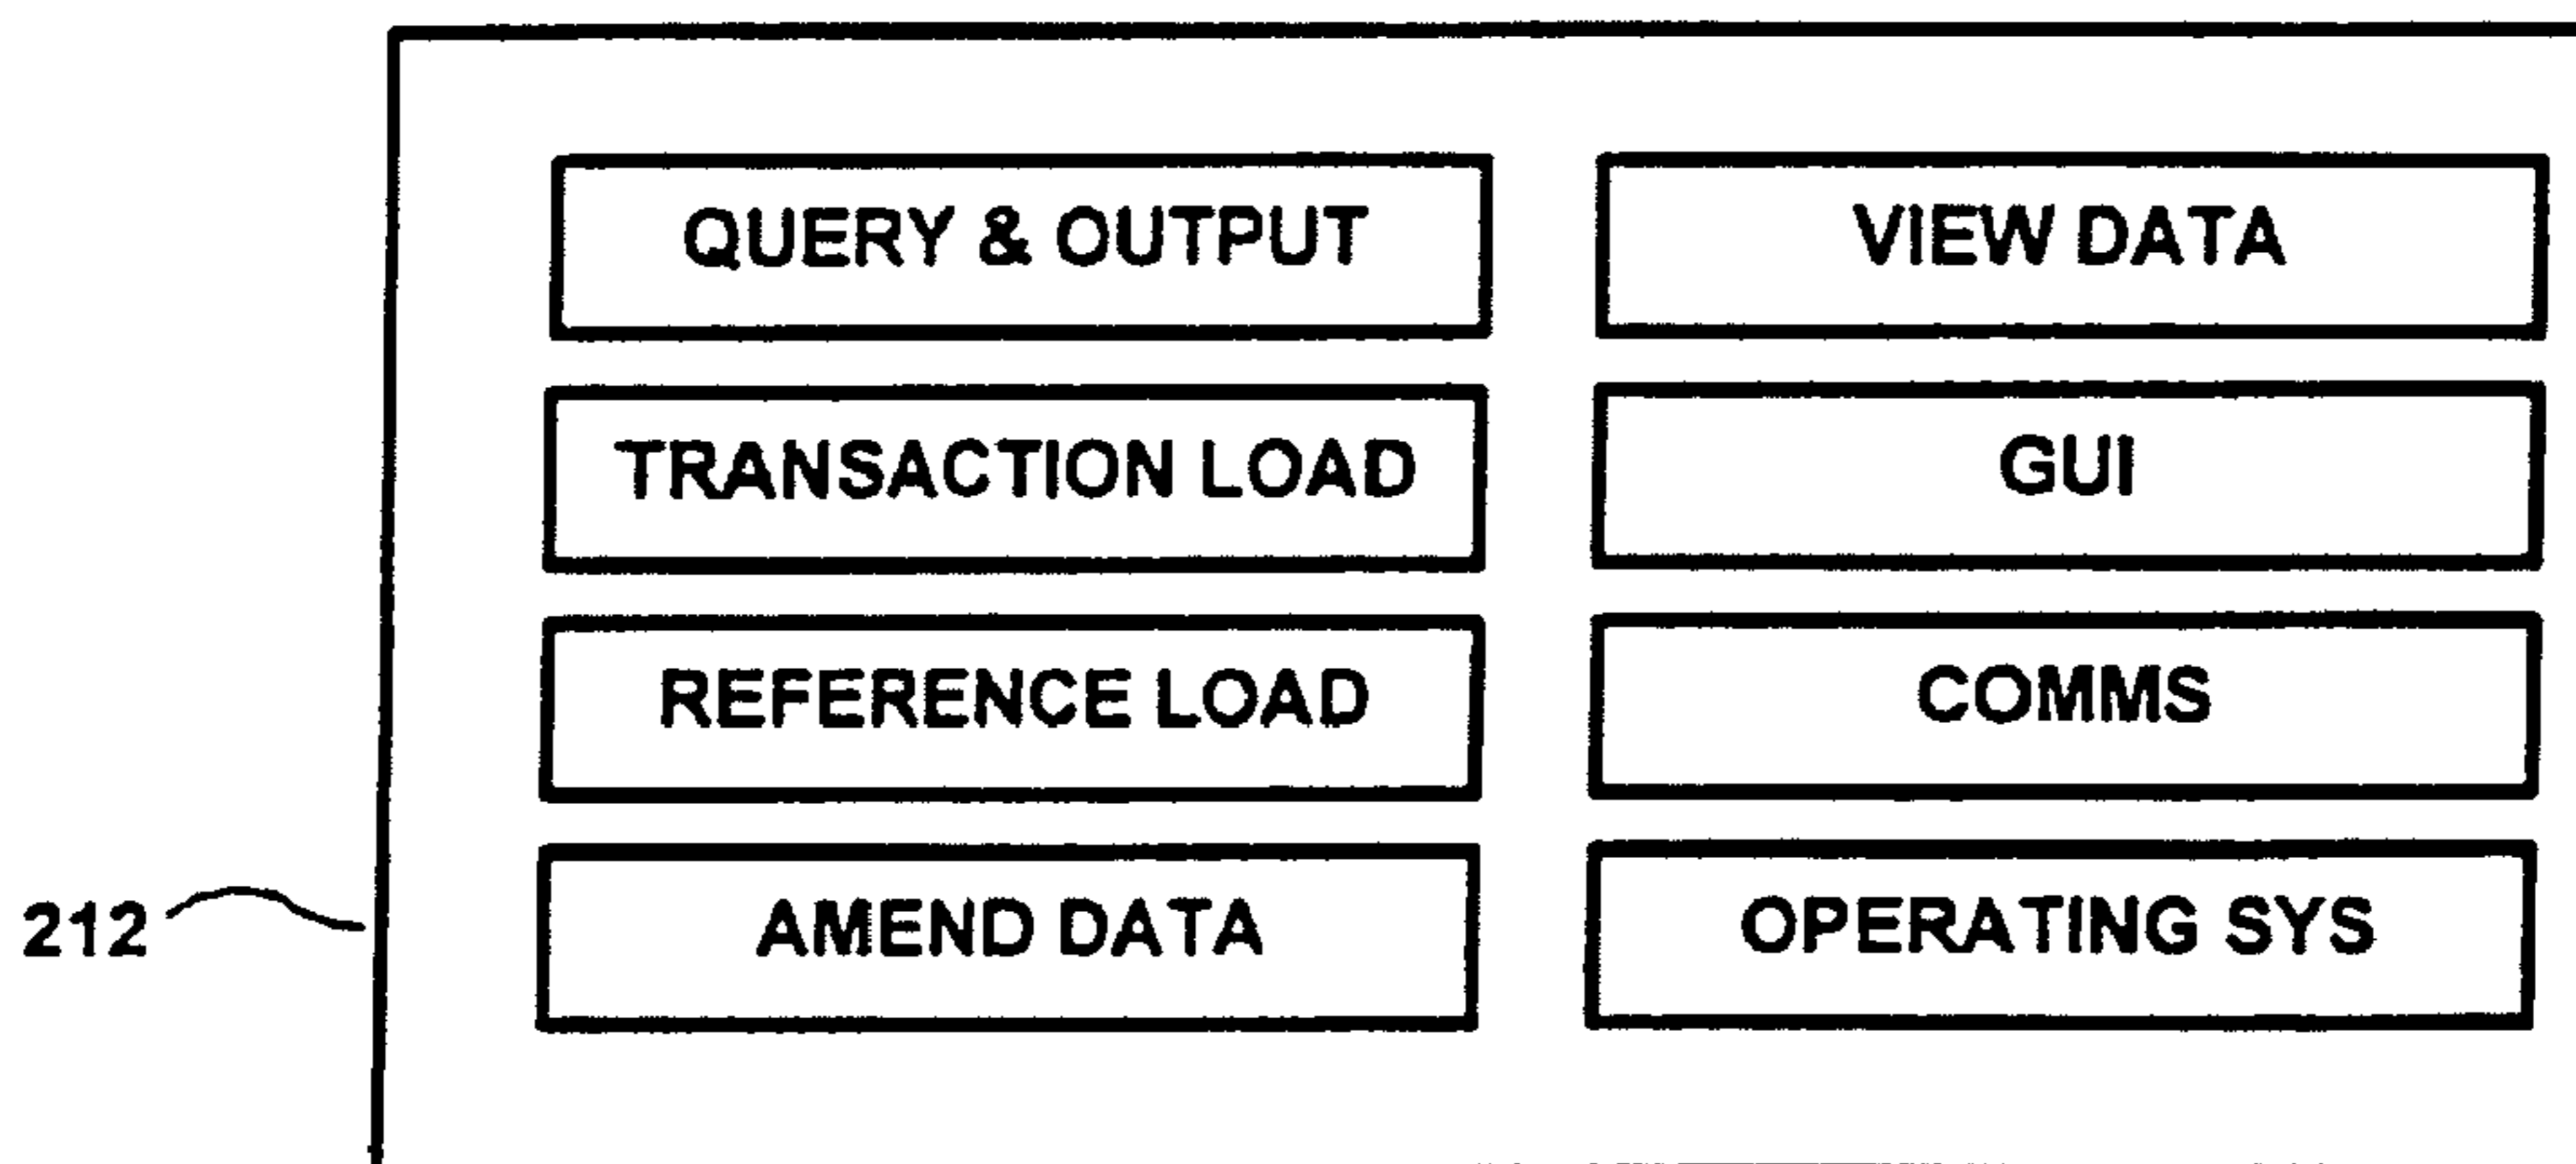 QUERY & OUTPUT
VIEW DATA
TRANSACTION LOAD
GUI
REFERENCE LOAD
COMMS
AMEND DATA
OPERATING SYS
212